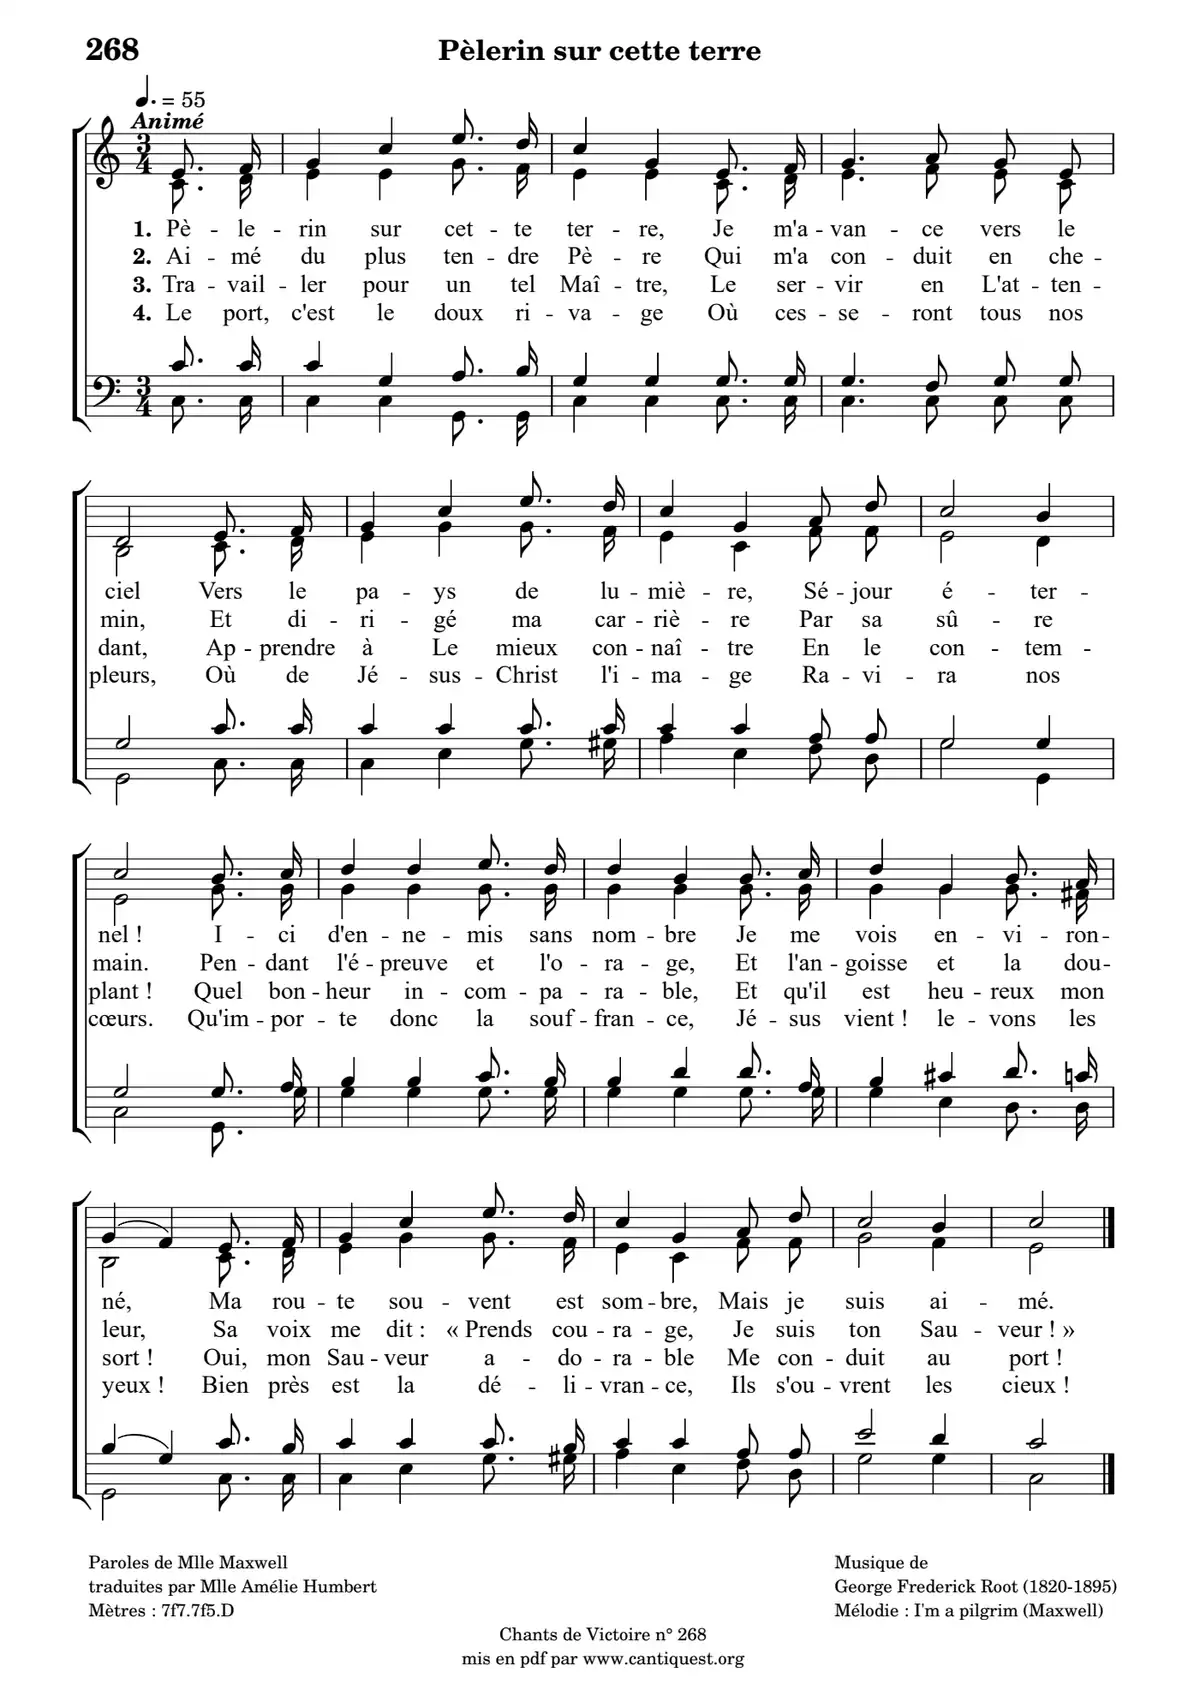 268
Pèlerin sur cette terre
= 55
Animé
3
4
1. Pè - le - rin sur cet - te ter - re, Je m'a - van - ce vers le
2. Ai - mé du plus ten - dre Pè - re Qui m'a con - duit en che -
3. Tra - vail - ler pour un tel Maî - tre, Le ser - vir en L'at - ten -
4. Le port, c'est le doux ri - va - ge Où ces - se - ront tous nos
3
4
ciel Vers le pa - ys de lu - miè - re, Sé - jour é - ter -
min, Et di - ri - gé ma car - riè - re Par sa sû - re
dant, Ap - prendre à Le mieux con - naî - tre En le con - tem -
pleurs, Où de Jé - sus - Christ l'i - ma - ge Ra - vi - ra nos
nel ! I - ci d'en - ne - mis sans nom - bre Je me vois en - vi - ron -
main. Pen - dant l'é - preuve et l'o - ra - ge, Et l'an - goisse et la dou -
plant ! Quel bon - heur in - com - pa - ra - ble, Et qu'il est heu - reux mon
cœurs. Qu'im - por - te donc la souf - fran - ce, Jé - sus vient ! le - vons les
né, Ma rou - te sou - vent est som - bre, Mais je suis ai - mé.
leur, Sa voix me dit : « Prends cou - ra - ge, Je suis ton Sau - veur ! »
sort ! Oui, mon Sau - veur a - do - ra - ble Me con - duit au port !
yeux ! Bien près est la dé - li - vran - ce, Ils s'ou - vrent les cieux !
Paroles de Mlle Maxwell
traduites par Mlle Amélie Humbert
Mètres : 7f7.7f5.D
Musique de
George Frederick Root (1820-1895)
Mélodie : I'm a pilgrim (Maxwell)
Chants de Victoire n° 268
mis en pdf par www.cantiquest.org